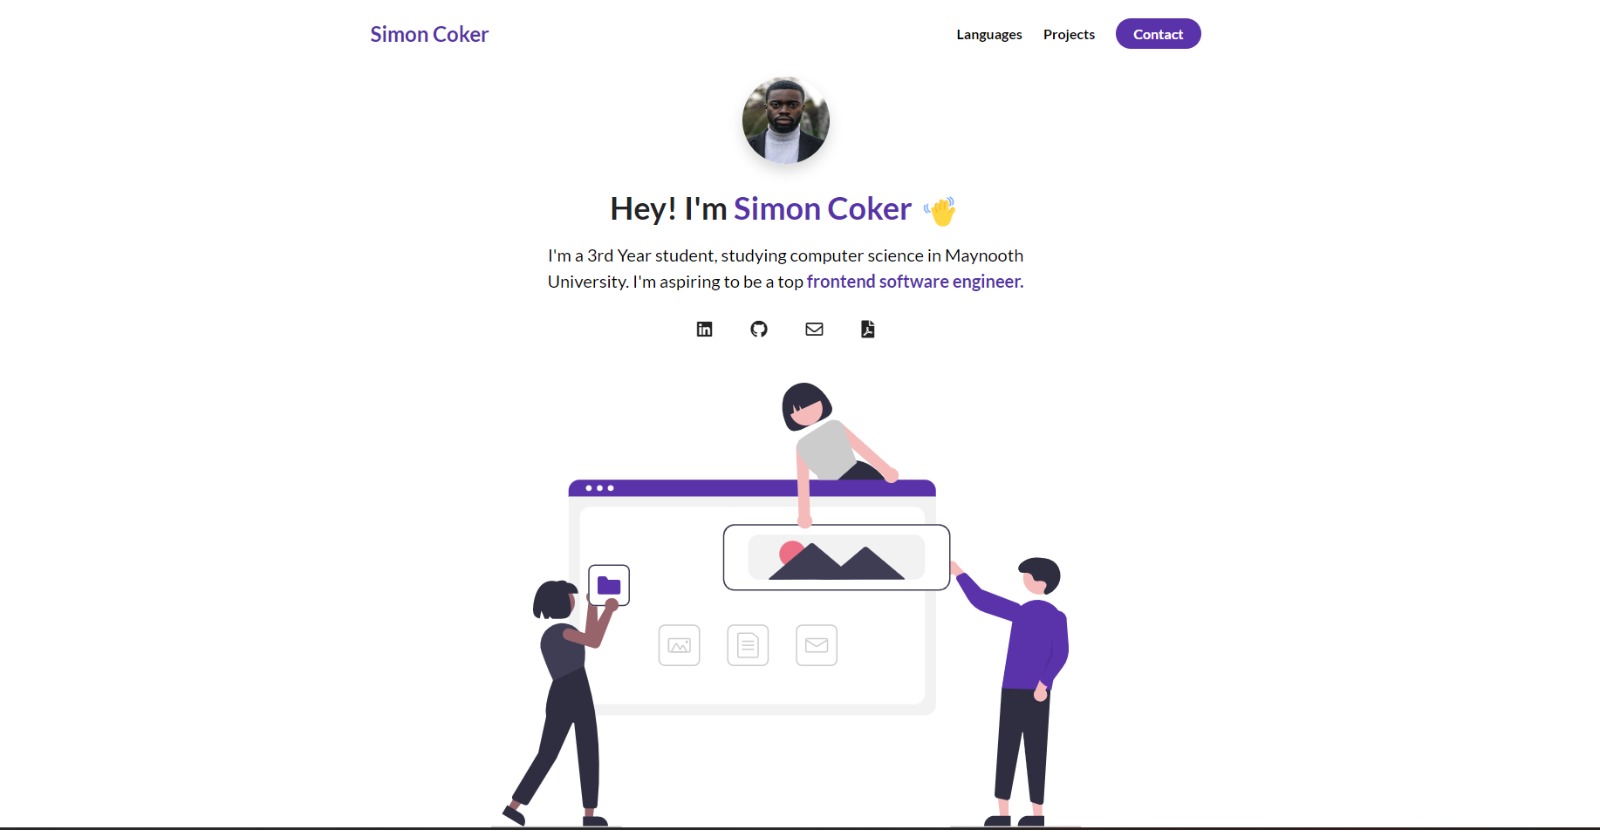 Simon Coker
Languages Projects Contact
Hey! I'm Simon Coker 👋
I'm a 3rd Year student, studying computer science in Maynooth
University. I'm aspiring to be a top frontend software engineer.